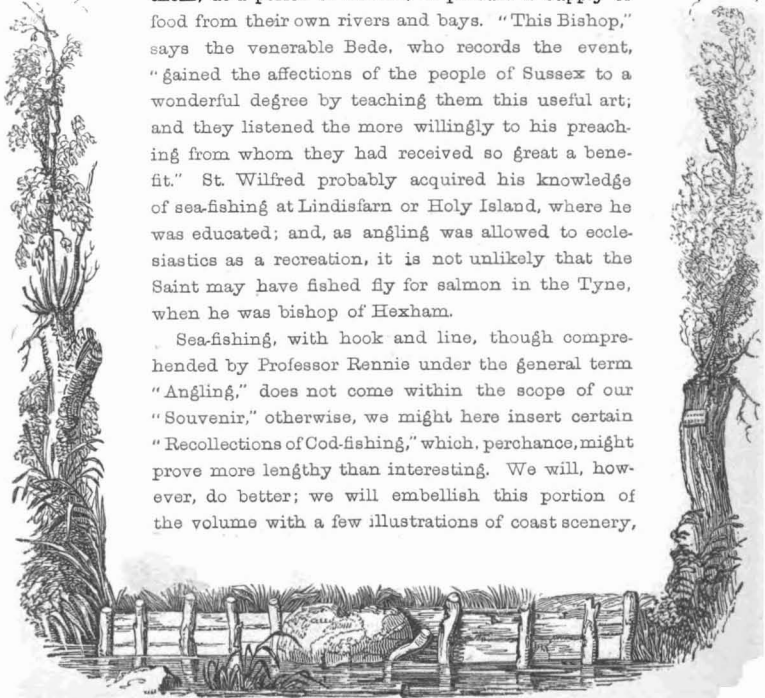 food from their own rivers and bays. "This Bishop,"
says the venerable Bede, who records the event,
"gained the affections of the people of Sussex to a
wonderful degree by teaching them this useful art;
and they listened the more willingly to his preach-
ing from whom they had received so great a bene-
fit." St. Wilfred probably acquired his knowledge
of sea-fishing at Lindisfarn or Holy Island, where he
was educated; and, as angling was allowed to eccle-
siastics as a recreation, it is not unlikely that the
Saint may have fished fly for salmon in the Tyne,
when he was bishop of Hexham.
Sea-fishing, with hook and line, though compre-
hended by Professor Rennie under the general term
"Angling," does not come within the scope of our
"Souvenir," otherwise, we might here insert certain
"Recollections of Cod-fishing," which, perchance, might
prove more lengthy than interesting. We will, how-
ever, do better; we will embellish this portion of
the volume with a few illustrations of coast scenery,